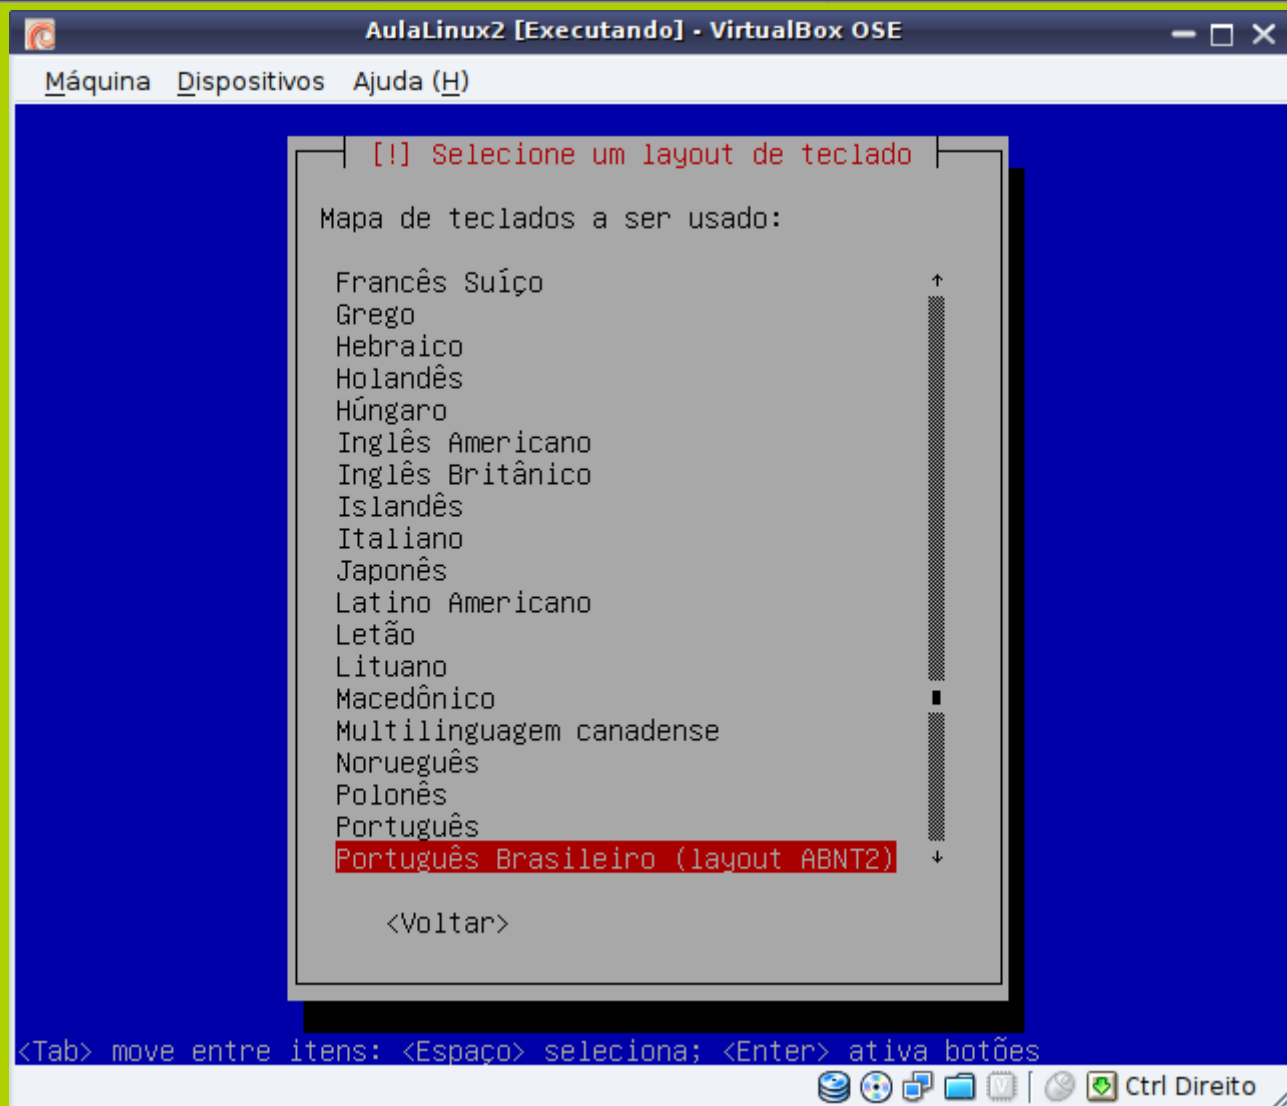 AulaLinux2 [Executando] - VirtualBox OSE
Máquina Dispositivos Ajuda (H)
[!] Selecione um layout de teclado
Mapa de teclados a ser usado:
Francês Suíço
Grego
Hebraico
Holandês
Húngaro
Inglês Americano
Inglês Britânico
Islandês
Italiano
Japonês
Latino Americano
Letão
Lituano
Macedônico
Multilinguagem canadense
Norueguês
Polonês
Português
Português Brasileiro (layout ABNT2)
<Voltar>
<Tab> move entre itens: <Espaço> seleciona; <Enter> ativa botões
Ctrl Direito